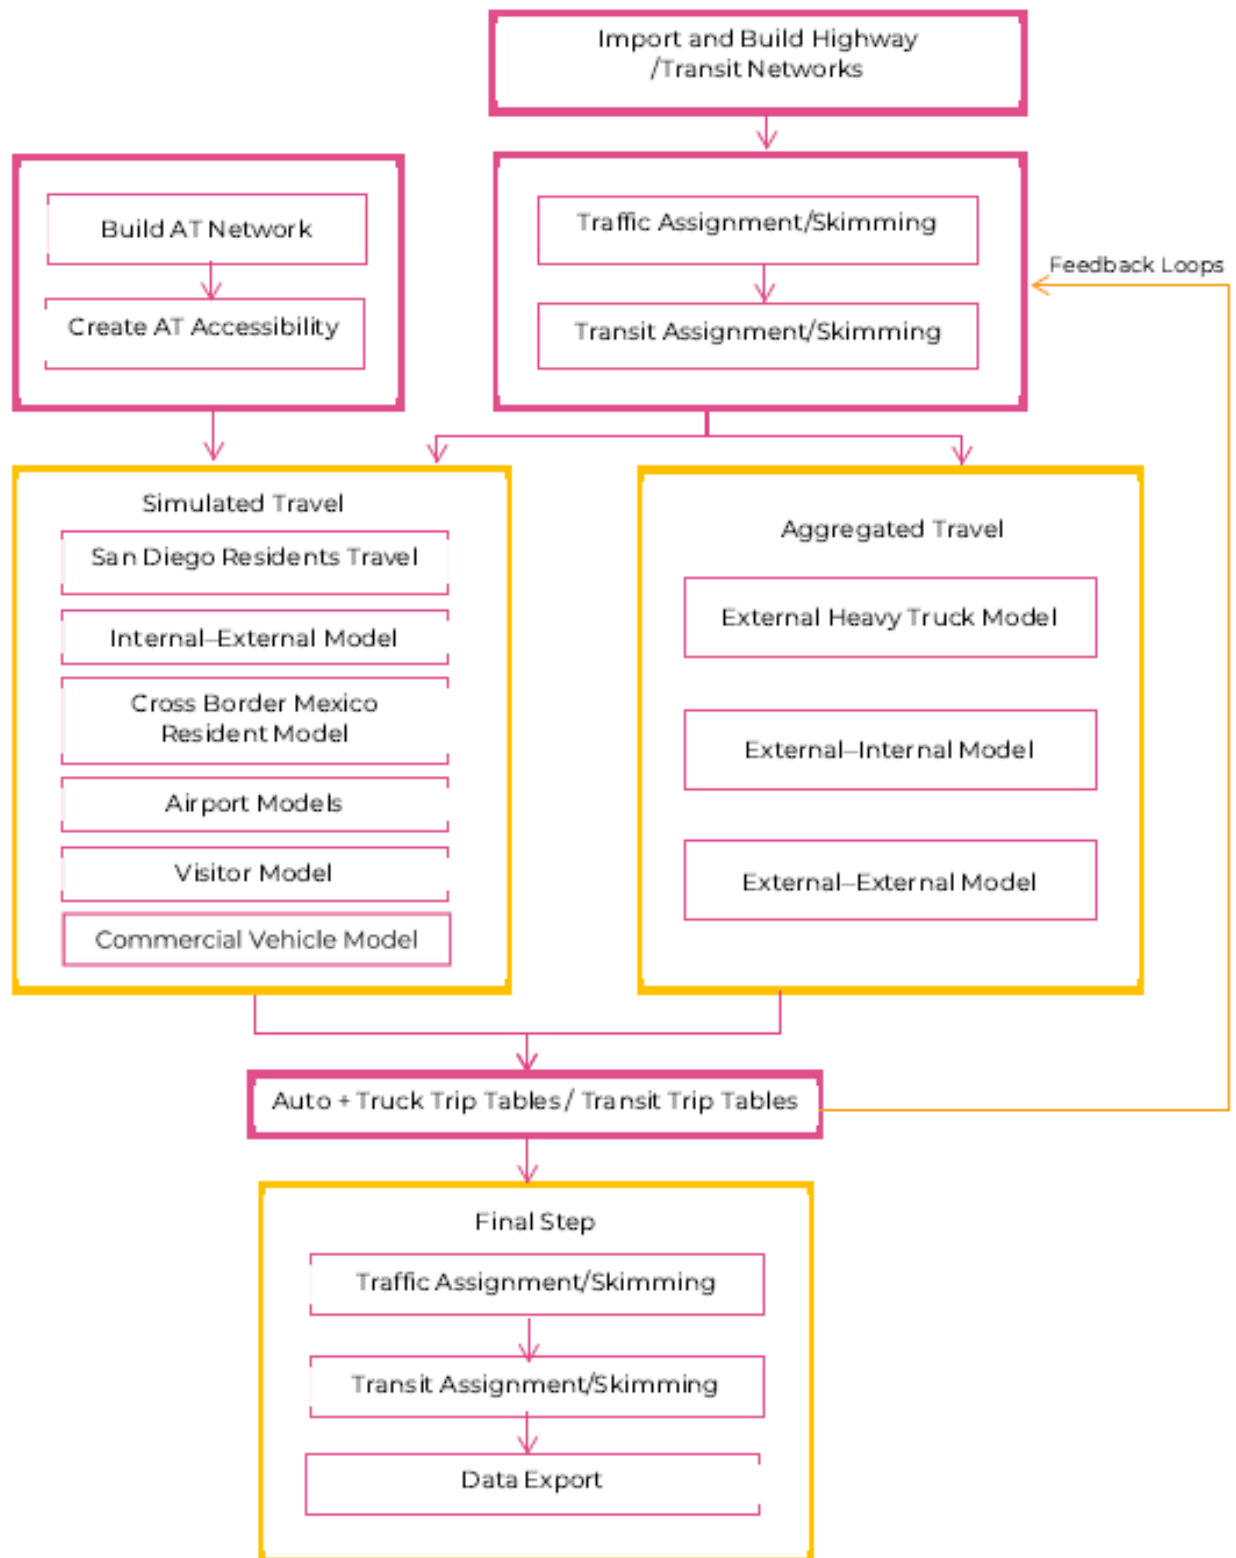 Import and Build Highway
/Transit Networks
Build AT Network
Create AT Accessibility
Traffic Assignment/Skimming
Transit Assignment/Skimming
Feedback Loops
Simulated Travel
San Diego Residents Travel
Internal–External Model
Cross Border Mexico
Resident Model
Airport Models
Visitor Model
Commercial Vehicle Model
Aggregated Travel
External Heavy Truck Model
External–Internal Model
External–External Model
Auto + Truck Trip Tables / Transit Trip Tables
Final Step
Traffic Assignment/Skimming
Transit Assignment/Skimming
Data Export